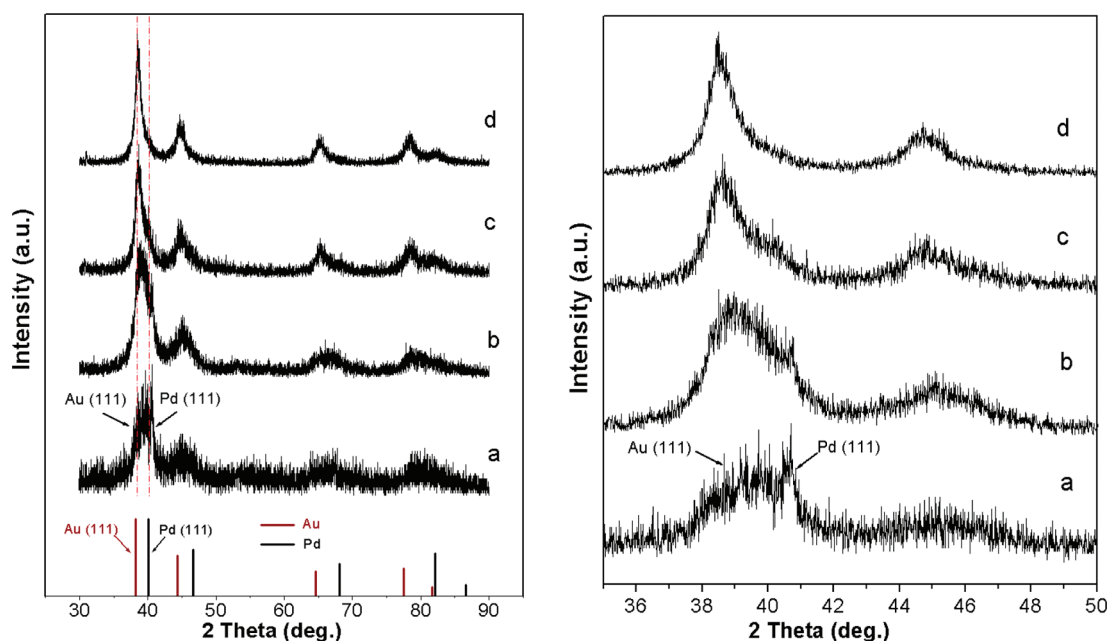 d
c
b
Au (111)
Pd (111)
a
Au (111)
Pd (111)
Au
Pd
30 40 50 60 70 80 90
2 Theta (deg.)
Intensity (a.u.)
d
c
b
Au (111)
Pd (111)
a
36 38 40 42 44 46 48 50
2 Theta (deg.)
Intensity (a.u.)